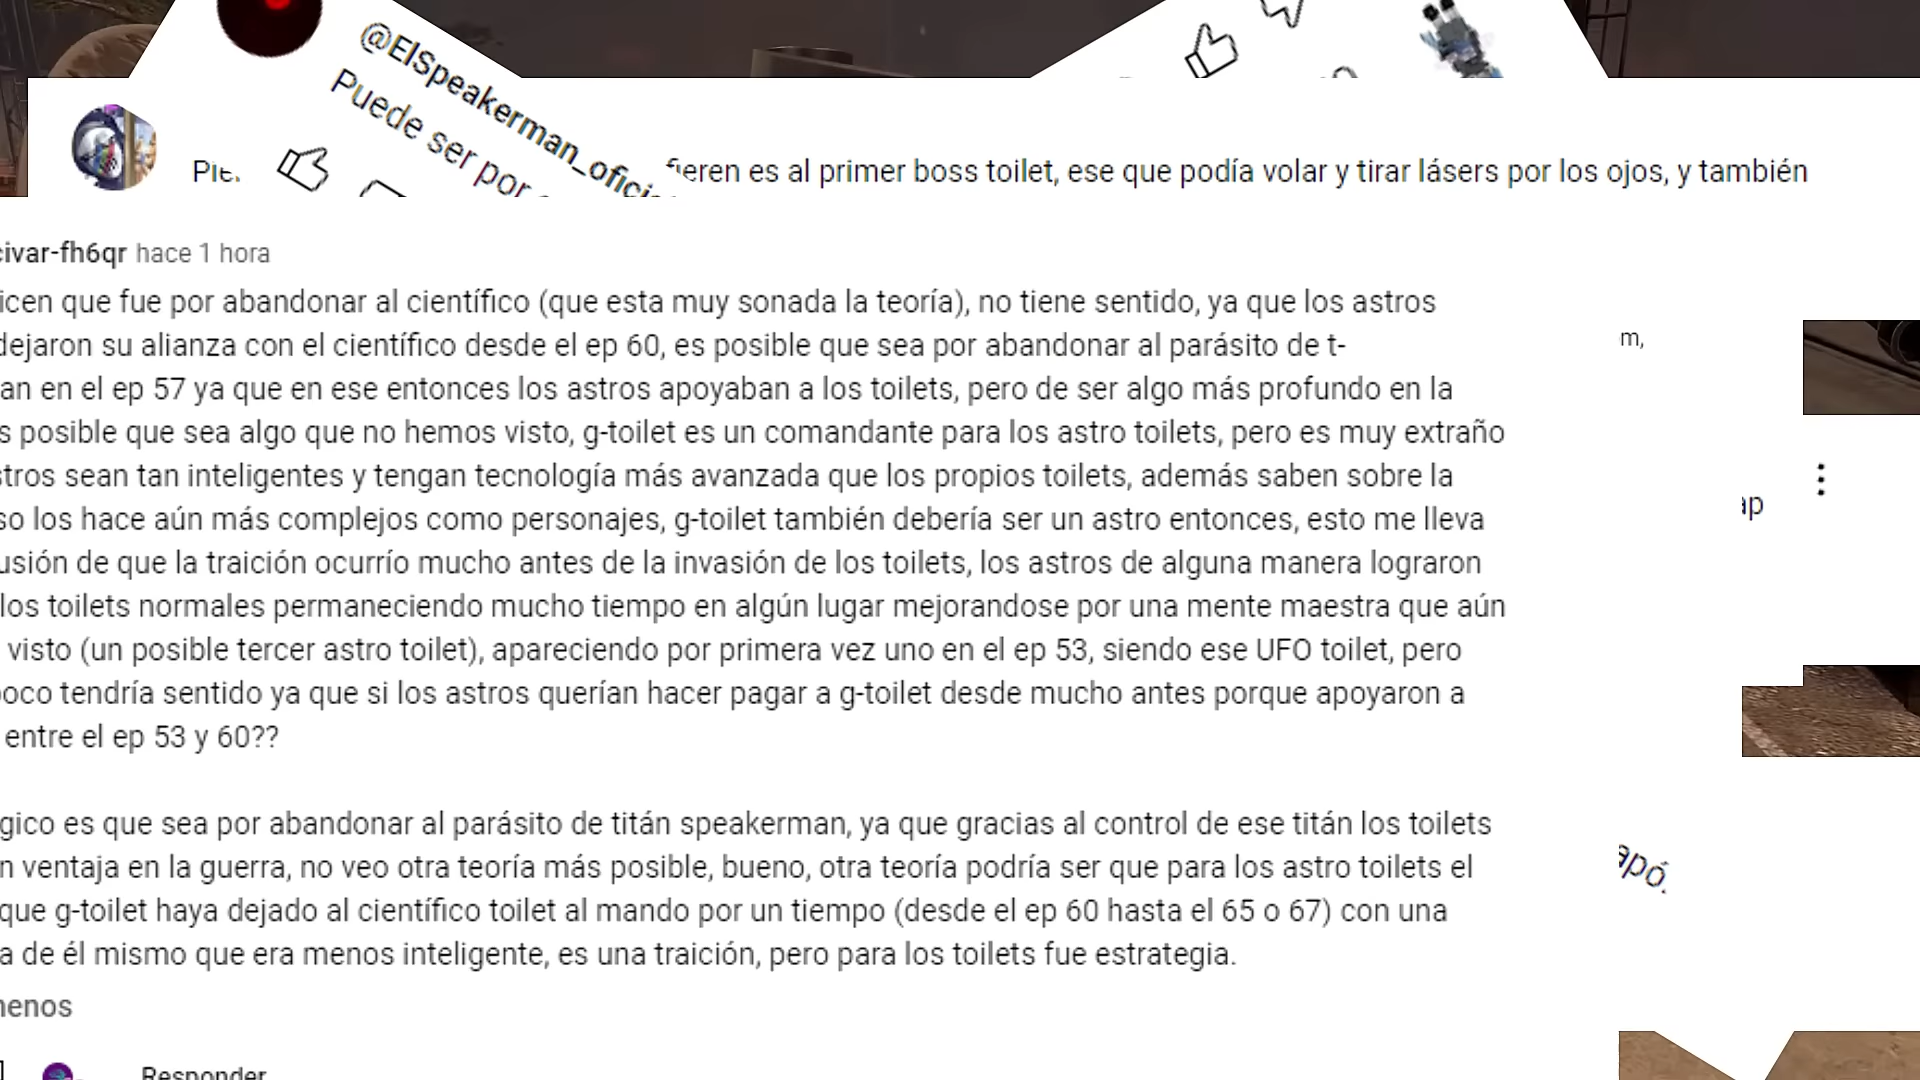 @ElSpeakerman_ofici
Puede ser por
fieren es al primer boss toilet, ese que podía volar y tirar lásers por los ojos, y también
civar-fh6qr hace 1 hora
icen que fue por abandonar al científico (que esta muy sonada la teoría), no tiene sentido, ya que los astros
dejaron su alianza con el científico desde el ep 60, es posible que sea por abandonar al parásito de t-
an en el ep 57 ya que en ese entonces los astros apoyaban a los toilets, pero de ser algo más profundo en la
s posible que sea algo que no hemos visto, g-toilet es un comandante para los astro toilets, pero es muy extraño
stros sean tan inteligentes y tengan tecnología más avanzada que los propios toilets, además saben sobre la
so los hace aún más complejos como personajes, g-toilet también debería ser un astro entonces, esto me lleva
usión de que la traición ocurrío mucho antes de la invasión de los toilets, los astros de alguna manera lograron
los toilets normales permaneciendo mucho tiempo en algún lugar mejorandose por una mente maestra que aún
visto (un posible tercer astro toilet), apareciendo por primera vez uno en el ep 53, siendo ese UFO toilet, pero
poco tendría sentido ya que si los astros querían hacer pagar a g-toilet desde mucho antes porque apoyaron a
entre el ep 53 y 60??
gico es que sea por abandonar al parásito de titán speakerman, ya que gracias al control de ese titán los toilets
n ventaja en la guerra, no veo otra teoría más posible, bueno, otra teoría podría ser que para los astro toilets el
que g-toilet haya dejado al científico toilet al mando por un tiempo (desde el ep 60 hasta el 65 o 67) con una
a de él mismo que era menos inteligente, es una traición, pero para los toilets fue estrategia.
menos
Responder
m,
ap
apó.